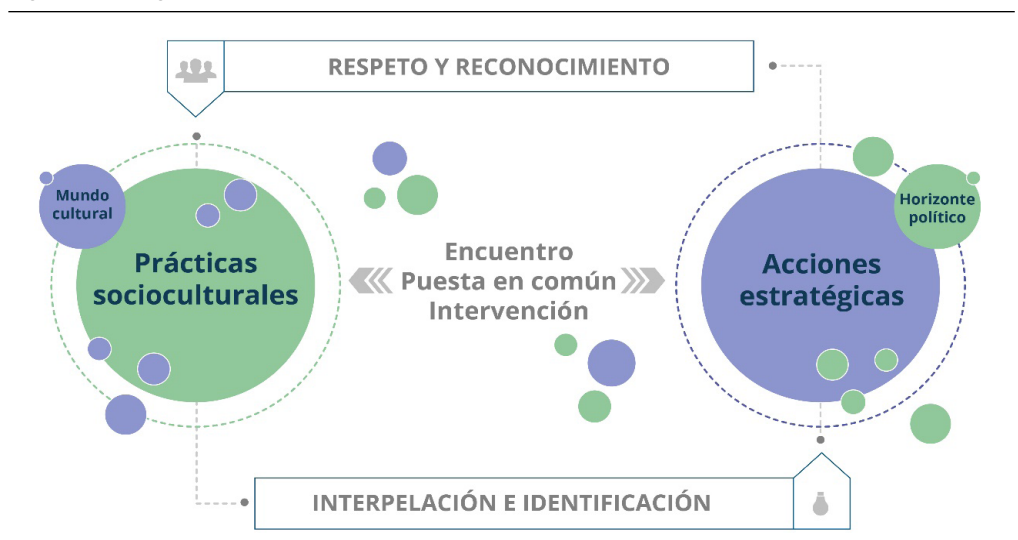 RESPETO Y RECONOCIMIENTO
Mundo
cultural
Prácticas
socioculturales
Encuentro
Puesta en común
Intervención
Horizonte
político
Acciones
estratégicas
INTERPELACIÓN E IDENTIFICACIÓN